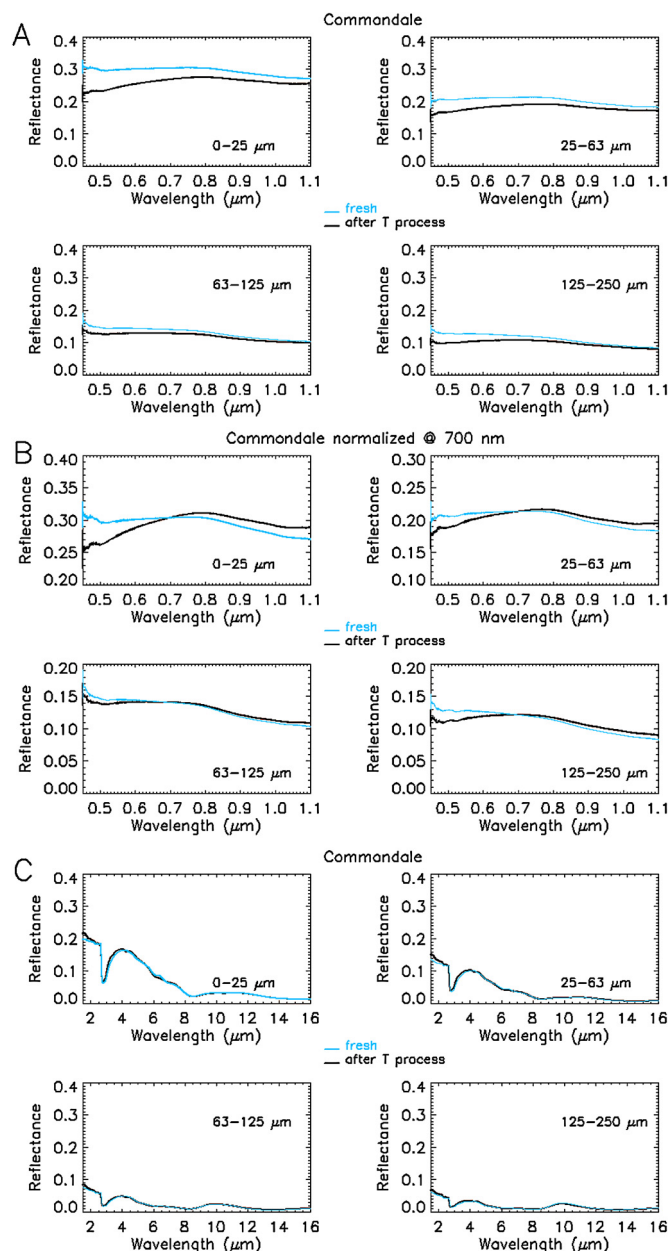 Commondale
A
0.4 0.3 0.2 0.1 0.0
Reflectance
0–25 μm
0.5 0.6 0.7 0.8 0.9 1.0 1.1
Wavelength (μm)
0.4 0.3 0.2 0.1 0.0
Reflectance
25–63 μm
0.5 0.6 0.7 0.8 0.9 1.0 1.1
Wavelength (μm)
fresh
after T process
0.4 0.3 0.2 0.1 0.0
Reflectance
63–125 μm
0.5 0.6 0.7 0.8 0.9 1.0 1.1
Wavelength (μm)
0.4 0.3 0.2 0.1 0.0
Reflectance
125–250 μm
0.5 0.6 0.7 0.8 0.9 1.0 1.1
Wavelength (μm)
Commondale normalized @ 700 nm
B
0.40 0.35 0.30 0.25 0.20
Reflectance
0–25 μm
0.5 0.6 0.7 0.8 0.9 1.0 1.1
Wavelength (μm)
0.30 0.25 0.20 0.15 0.10
Reflectance
25–63 μm
0.5 0.6 0.7 0.8 0.9 1.0 1.1
Wavelength (μm)
fresh
after T process
0.20 0.15 0.10 0.05 0.00
Reflectance
63–125 μm
0.5 0.6 0.7 0.8 0.9 1.0 1.1
Wavelength (μm)
0.20 0.15 0.10 0.05 0.00
Reflectance
125–250 μm
0.5 0.6 0.7 0.8 0.9 1.0 1.1
Wavelength (μm)
Commondale
C
0.4 0.3 0.2 0.1 0.0
Reflectance
0–25 μm
2 4 6 8 10 12 14 16
Wavelength (μm)
0.4 0.3 0.2 0.1 0.0
Reflectance
25–63 μm
2 4 6 8 10 12 14 16
Wavelength (μm)
fresh
after T process
0.4 0.3 0.2 0.1 0.0
Reflectance
63–125 μm
2 4 6 8 10 12 14 16
Wavelength (μm)
0.4 0.3 0.2 0.1 0.0
Reflectance
125–250 μm
2 4 6 8 10 12 14 16
Wavelength (μm)